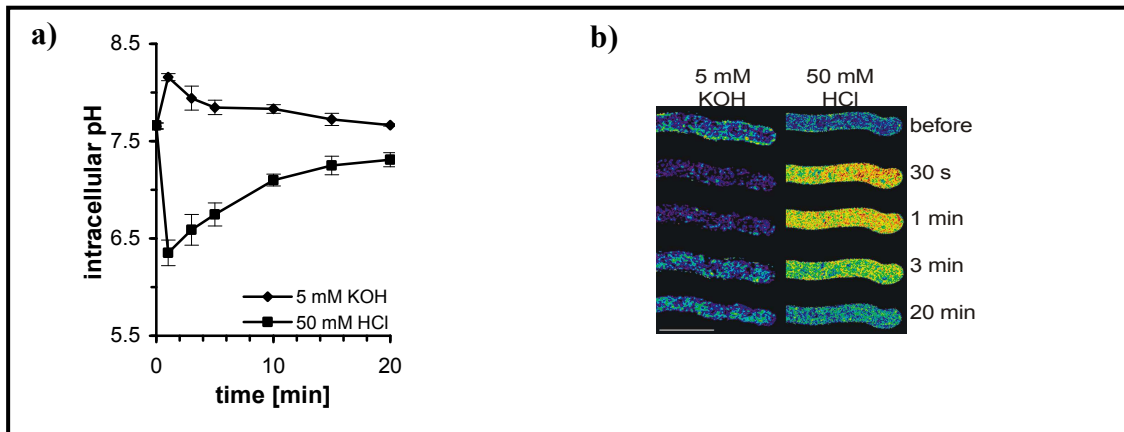 a)
8.5
7.5
6.5
5.5
intracellular pH
5 mM KOH
50 mM HCl
0
10
20
time [min]
b)
5 mM
KOH
50 mM
HCl
before
30 s
1 min
3 min
20 min